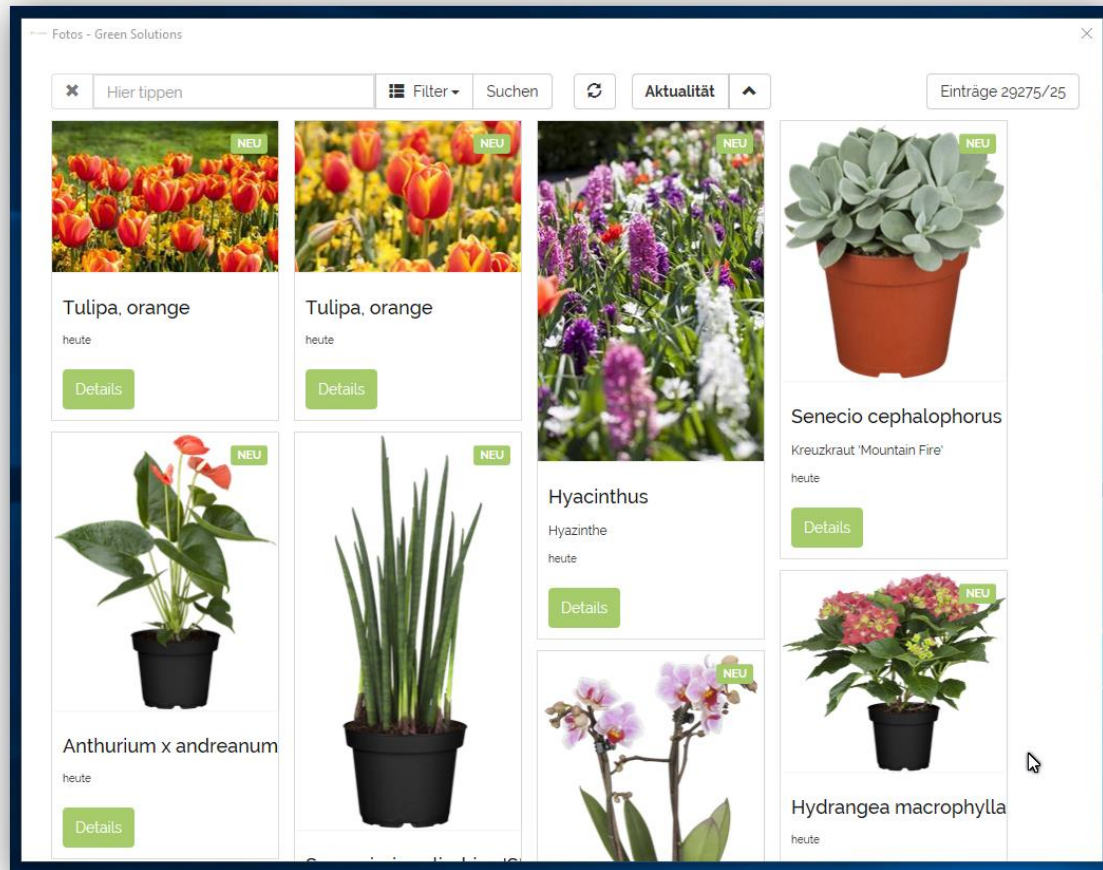 Fotos - Green Solutions
Hier tippen
Filter
Suchen
Aktualität
Einträge 29275/25
NEU
Tulipa, orange
heute
Details
NEU
Tulipa, orange
heute
Details
NEU
Hyacinthus
Hyazinthe
heute
Details
NEU
Senecio cephalophorus
Kreuzkraut 'Mountain Fire'
heute
Details
NEU
Anthurium x andreanum
heute
Details
NEU
NEU
NEU
Hydrangea macrophylla
heute